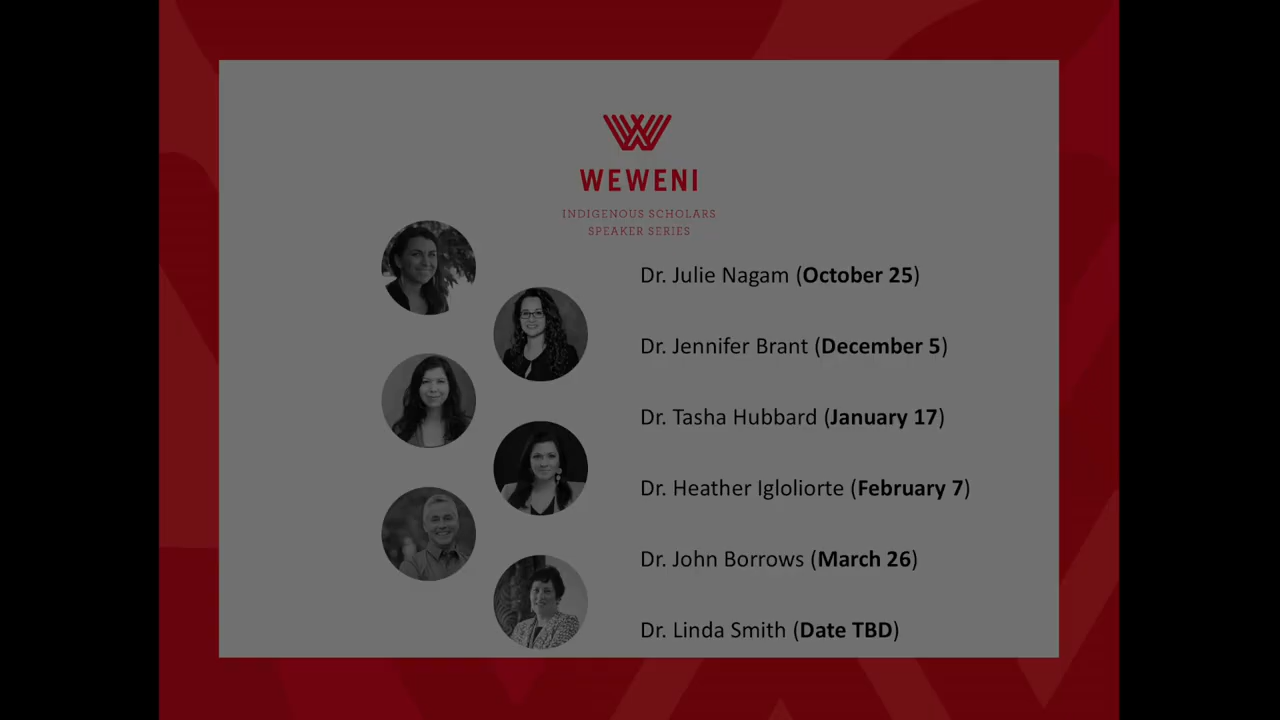 WEWENI
INDIGENOUS SCHOLARS
SPEAKER SERIES
Dr. Julie Nagam (October 25)
Dr. Jennifer Brant (December 5)
Dr. Tasha Hubbard (January 17)
Dr. Heather Igloliorte (February 7)
Dr. John Borrows (March 26)
Dr. Linda Smith (Date TBD)